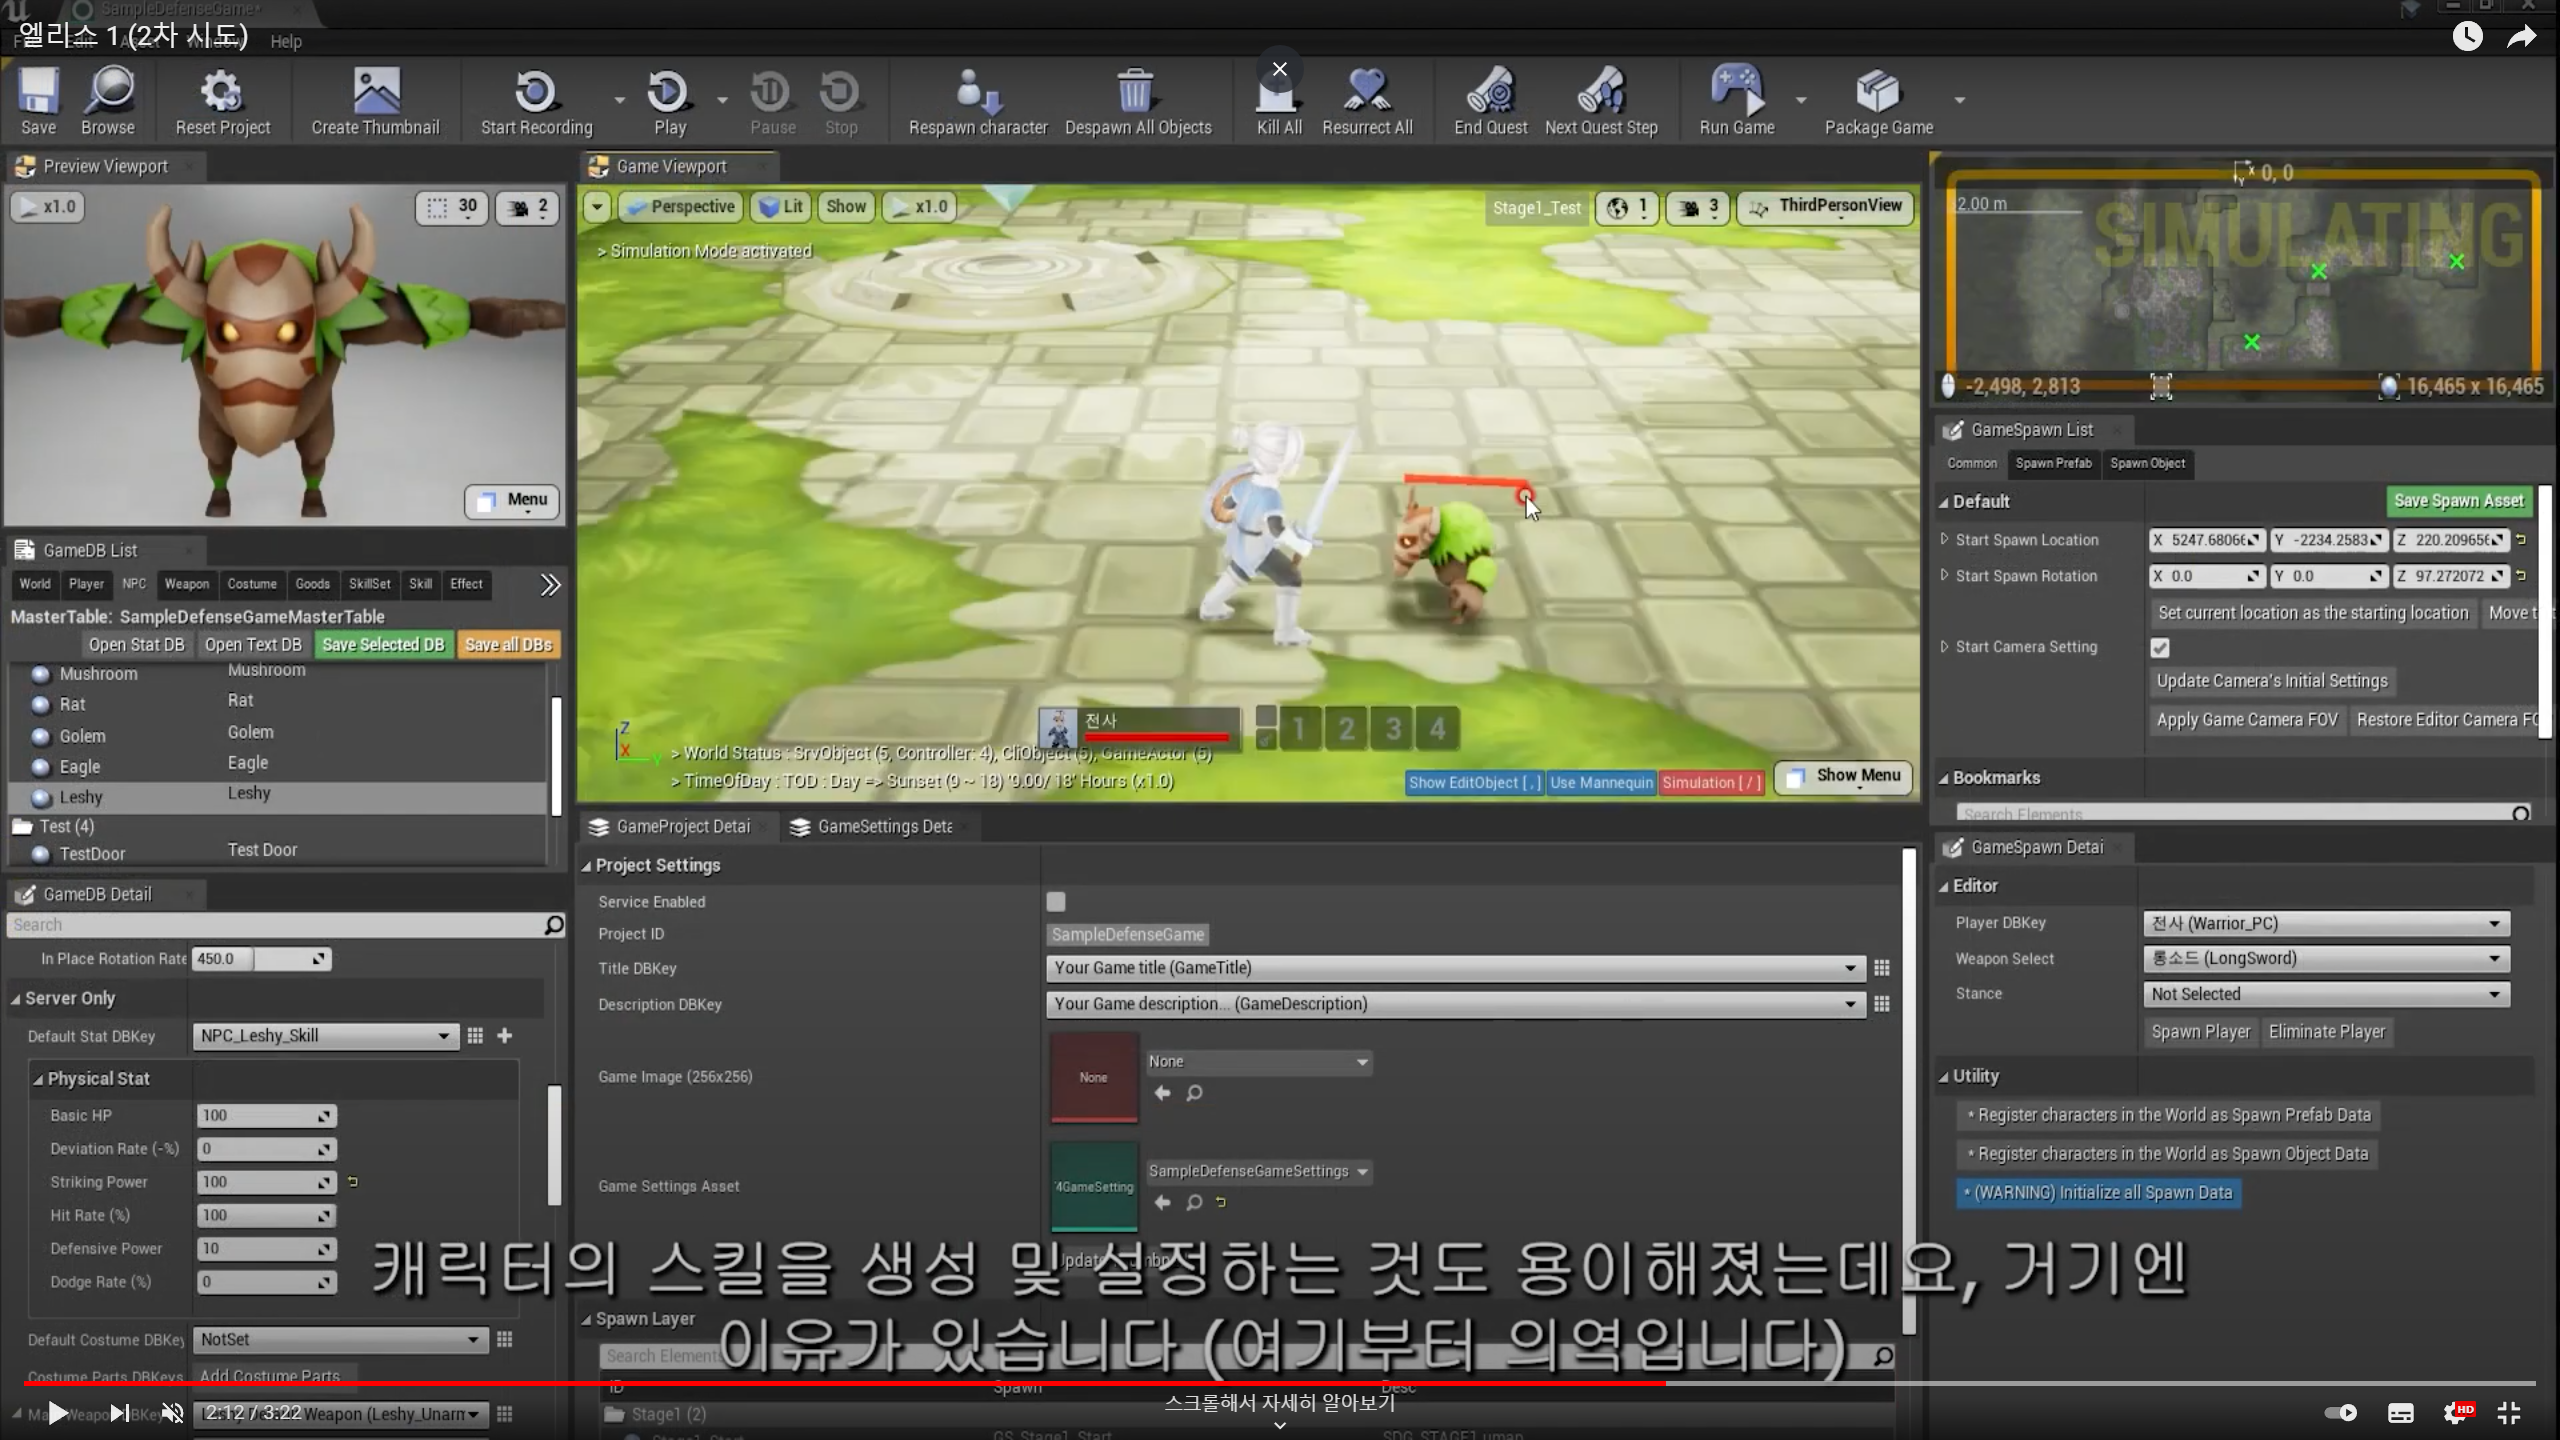 SampleDefenseGame*
엘리스 1 (2차 시도)
Help
Save
Browse
Reset Project
Create Thumbnail
Start Recording
Play
Pause
Stop
Respawn character
Despawn All Objects
Kill All
Resurrect All
End Quest
Next Quest Step
Run Game
Package Game
Preview Viewport
x1.0
30
2
Menu
Game Viewport
Perspective
Lit
Show
x1.0
Stage1_Test
1
3
ThirdPersonView
> Simulation Mode activated
전사
1
2
3
4
> World Status : SrvObject (5, Controller: 4), CliObject (5), GameActor (5)
> TimeOfDay : TOD : Day => Sunset (9 ~ 18) '9.00/ 18' Hours (x1.0)
Show EditObject [ , ]
Use Mannequin
Simulation [ / ]
Show Menu
0, 0
2.00 m
SIMULATING
-2,498, 2,813
16,465 x 16,465
GameDB List
World
Player
NPC
Weapon
Costume
Goods
SkillSet
Skill
Effect
MasterTable: SampleDefenseGameMasterTable
Open Stat DB
Open Text DB
Save Selected DB
Save all DBs
Mushroom Mushroom
Rat Rat
Golem Golem
Eagle Eagle
Leshy Leshy
Test (4)
TestDoor Test Door
GameDB Detail
Search
In Place Rotation Rate 450.0
Server Only
Default Stat DBKey NPC_Leshy_Skill
Physical Stat
Basic HP 100
Deviation Rate (-%) 0
Striking Power 100
Hit Rate (%) 100
Defensive Power 10
Dodge Rate (%) 0
Default Costume DBKey NotSet
Costume Parts DBKeys Add Costume Parts
Weapon (Leshy_Unarm
GameProject Detai
GameSettings Deta
Project Settings
Service Enabled
Project ID SampleDefenseGame
Title DBKey Your Game title (GameTitle)
Description DBKey Your Game description... (GameDescription)
Game Image (256x256) None None
Game Settings Asset 4GameSetting SampleDefenseGameSettings
Spawn Layer
Search Elements
ID Spawn Desc
Stage1 (2)
Stage1_Start GS_Stage1_Start SDG_STAGE1.umap
GameSpawn List
Common
Spawn Prefab
Spawn Object
Default
Save Spawn Asset
Start Spawn Location X 5247.68066 Y -2234.2583 Z 220.209656
Start Spawn Rotation X 0.0 Y 0.0 Z 97.272072
Set current location as the starting location
Move t
Start Camera Setting
Update Camera's Initial Settings
Apply Game Camera FOV
Restore Editor Camera FO
Bookmarks
Search Elements
GameSpawn Detai
Editor
Player DBKey 전사 (Warrior_PC)
Weapon Select 롱소드 (LongSword)
Stance Not Selected
Spawn Player
Eliminate Player
Utility
* Register characters in the World as Spawn Prefab Data
* Register characters in the World as Spawn Object Data
* (WARNING) Initialize all Spawn Data
캐릭터의 스킬을 생성 및 설정하는 것도 용이해졌는데요, 거기엔
이유가 있습니다 (여기부터 의역입니다)
2:12 / 3:22
스크롤해서 자세히 알아보기
HD